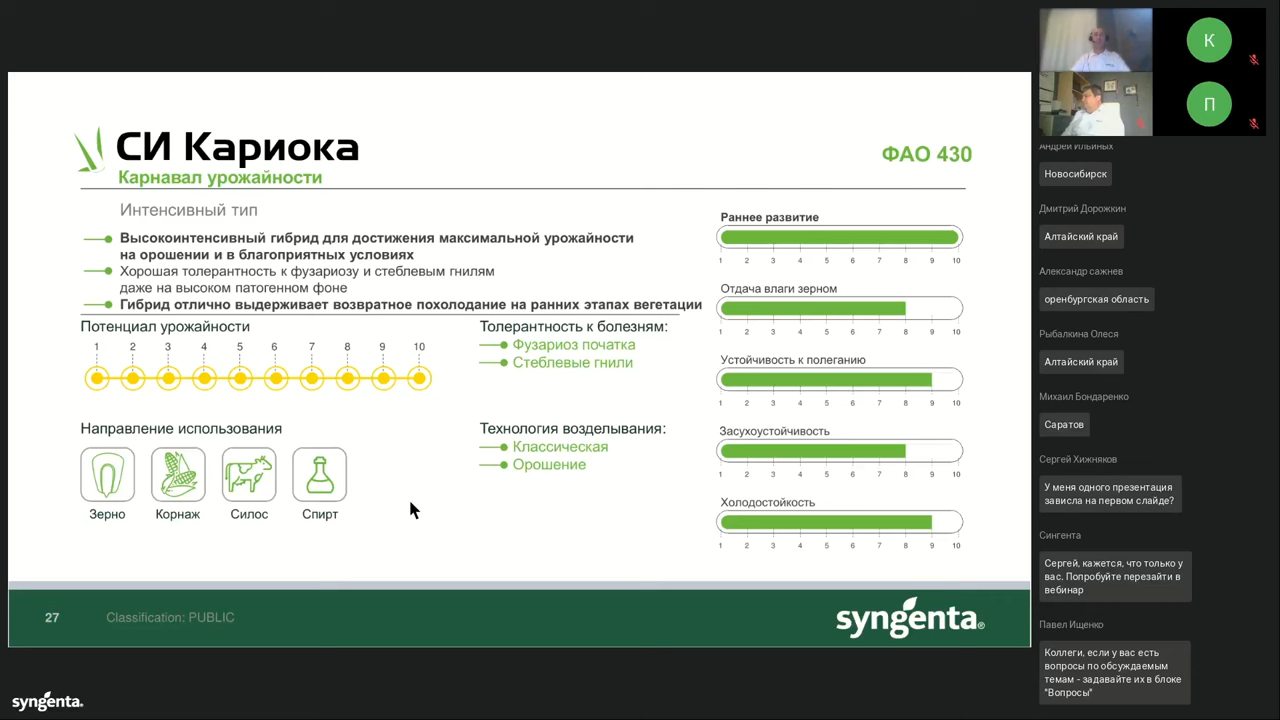 СИ Кариока
Карнавал урожайности
ФАО 430
Интенсивный тип
Высокоинтенсивный гибрид для достижения максимальной урожайности
на орошении и в благоприятных условиях
Хорошая толерантность к фузариозу и стеблевым гнилям
даже на высоком патогенном фоне
Гибрид отлично выдерживает возвратное похолодание на ранних этапах вегетации
Потенциал урожайности
1 2 3 4 5 6 7 8 9 10
Толерантность к болезням:
Фузариоз початка
Стеблевые гнили
Направление использования
Зерно Корнаж Силос Спирт
Технология возделывания:
Классическая
Орошение
Раннее развитие
1 2 3 4 5 6 7 8 9 10
Отдача влаги зерном
1 2 3 4 5 6 7 8 9 10
Устойчивость к полеганию
1 2 3 4 5 6 7 8 9 10
Засухоустойчивость
1 2 3 4 5 6 7 8 9 10
Холодостойкость
1 2 3 4 5 6 7 8 9 10
27
Classification: PUBLIC
syngenta®
syngenta.
К
П
Андрей Ильиных
Новосибирск
Дмитрий Дорожкин
Алтайский край
Александр сажнев
оренбургская область
Рыбалкина Олеся
Алтайский край
Михаил Бондаренко
Саратов
Сергей Хижняков
У меня одного презентация
зависла на первом слайде?
Сингента
Сергей, кажется, что только у
вас. Попробуйте перезайти в
вебинар
Павел Ищенко
Коллеги, если у вас есть
вопросы по обсуждаемым
темам - задавайте их в блоке
"Вопросы"